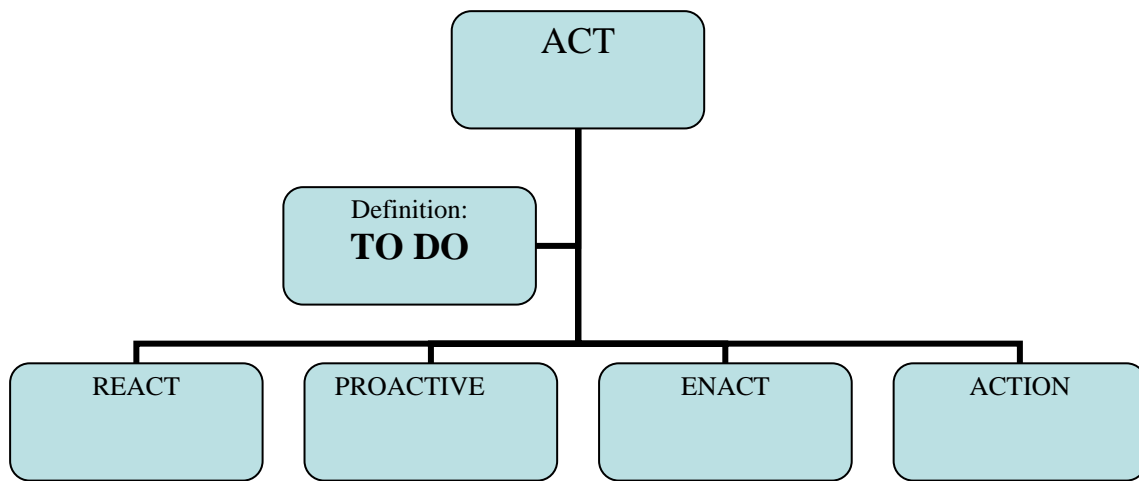 ACT
Definition:
TO DO
REACT
PROACTIVE
ENACT
ACTION